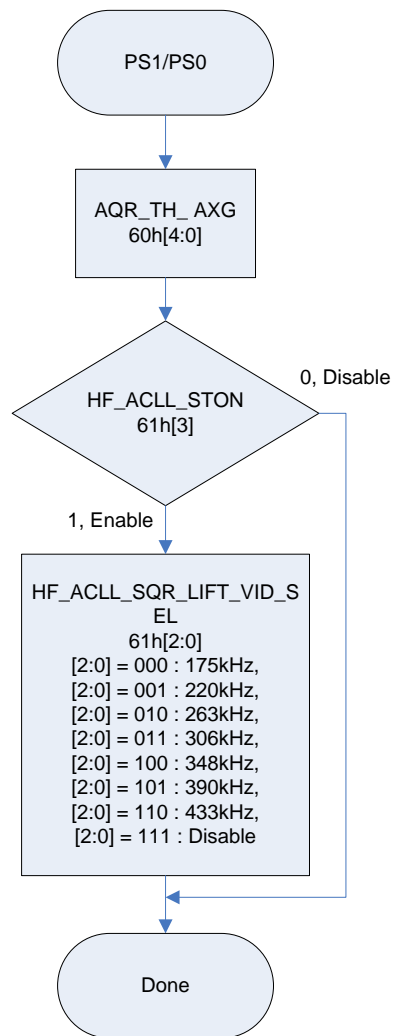 PS1/PS0
AQR_TH_ AXG
60h[4:0]
HF_ACLL_STON
61h[3]
0, Disable
1, Enable
HF_ACLL_SQR_LIFT_VID_S
EL
61h[2:0]
[2:0] = 000 : 175kHz,
[2:0] = 001 : 220kHz,
[2:0] = 010 : 263kHz,
[2:0] = 011 : 306kHz,
[2:0] = 100 : 348kHz,
[2:0] = 101 : 390kHz,
[2:0] = 110 : 433kHz,
[2:0] = 111 : Disable
Done